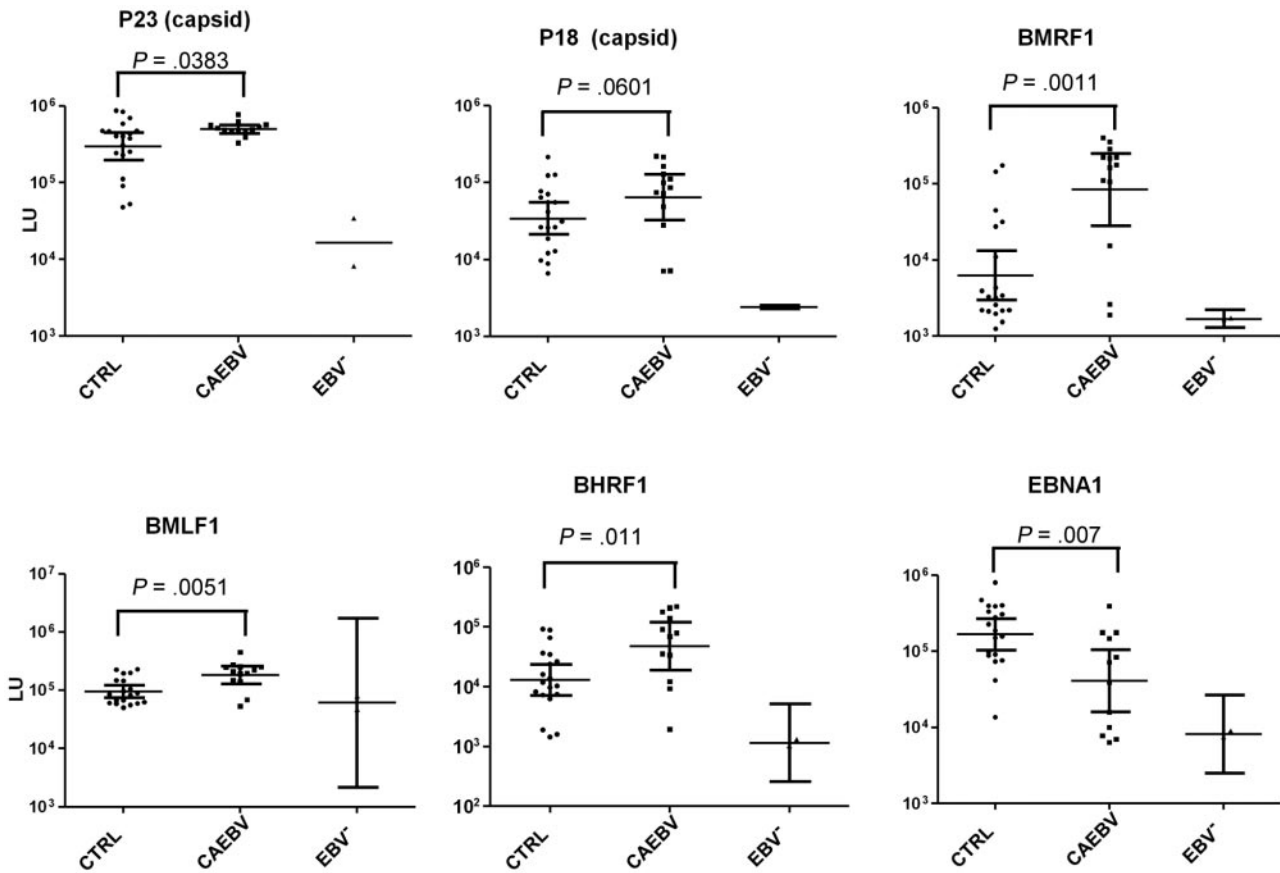 P23 (capsid)
P = .0383
LU
10⁶
10⁵
10⁴
10³
CTRL
CAEBV
EBV⁻
P18 (capsid)
P = .0601
10⁶
10⁵
10⁴
10³
CTRL
CAEBV
EBV⁻
BMRF1
P = .0011
10⁶
10⁵
10⁴
10³
CTRL
CAEBV
EBV⁻
BMLF1
P = .0051
LU
10⁷
10⁶
10⁵
10⁴
10³
CTRL
CAEBV
EBV⁻
BHRF1
P = .011
10⁶
10⁵
10⁴
10³
10²
CTRL
CAEBV
EBV⁻
EBNA1
P = .007
10⁶
10⁵
10⁴
10³
CTRL
CAEBV
EBV⁻